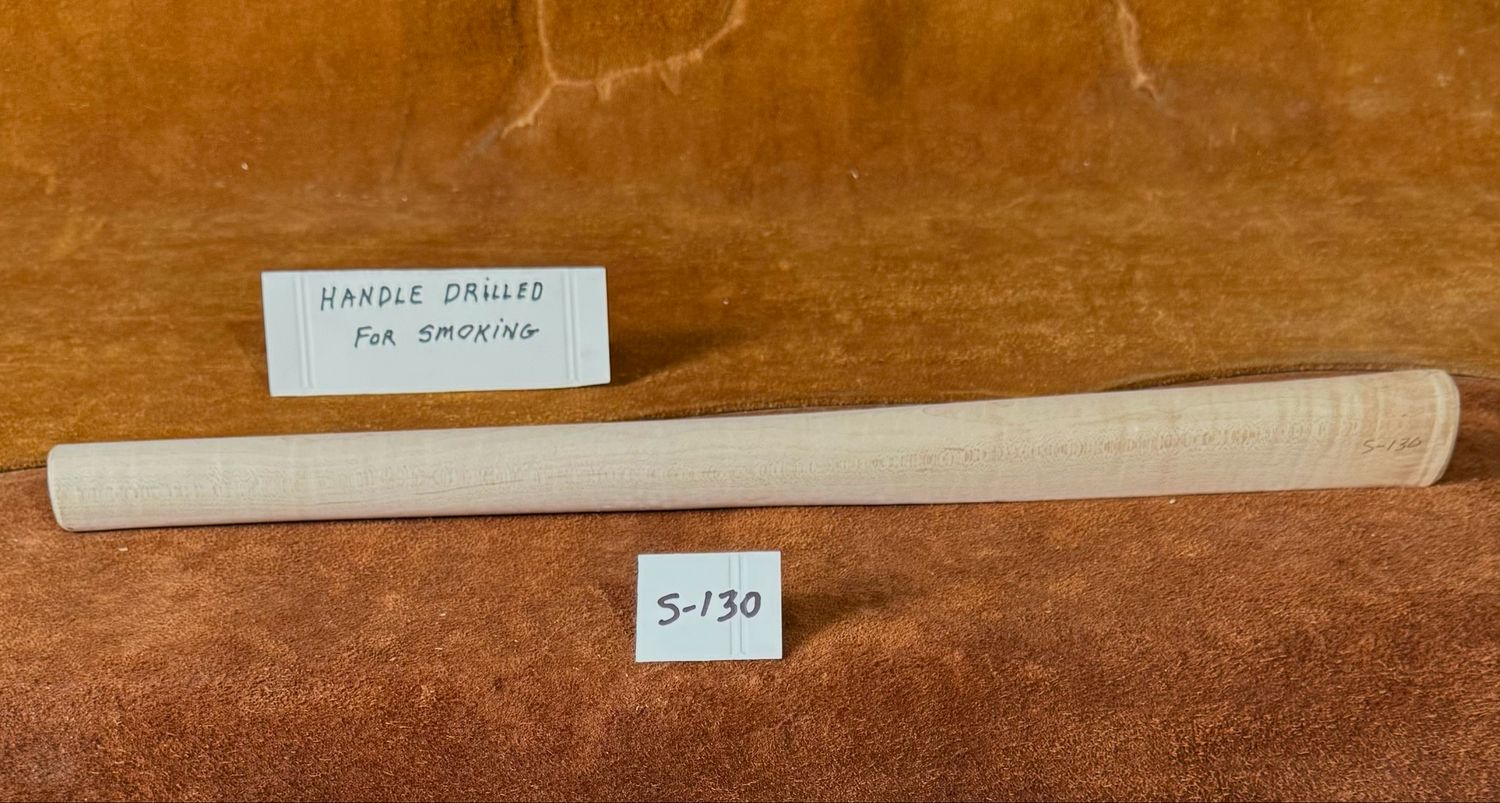 HANDLE DRiLLED
FOR SMOKiNG
S-130
S-130